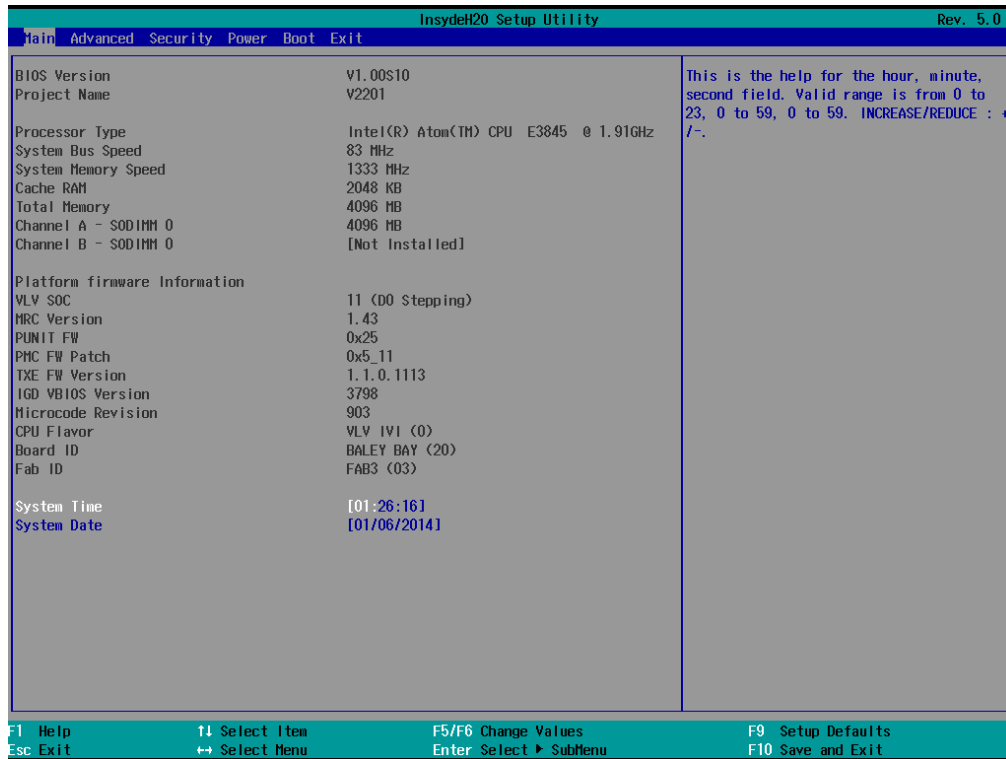 InsydeH20 Setup Utility Rev. 5.0
Main Advanced Security Power Boot Exit
BIOS Version V1.00S10
Project Name V2201
Processor Type Intel(R) Atom(TM) CPU E3845 @ 1.91GHz
System Bus Speed 83 MHz
System Memory Speed 1333 MHz
Cache RAM 2048 KB
Total Memory 4096 MB
Channel A - SODIMM 0 4096 MB
Channel B - SODIMM 0 [Not Installed]
Platform firmware Information
VLV SOC 11 (D0 Stepping)
MRC Version 1.43
PUNIT FW 0x25
PMC FW Patch 0x5_11
TXE FW Version 1.1.0.1113
IGD VBIOS Version 3798
Microcode Revision 903
CPU Flavor VLV IVI (0)
Board ID BALEY BAY (20)
Fab ID FAB3 (03)
System Time [01:26:16]
System Date [01/06/2014]
This is the help for the hour, minute,
second field. Valid range is from 0 to
23, 0 to 59, 0 to 59. INCREASE/REDUCE : +
/-.
F1 Help ↑↓ Select Item F5/F6 Change Values F9 Setup Defaults
Esc Exit ↔ Select Menu Enter Select ▶ SubMenu F10 Save and Exit